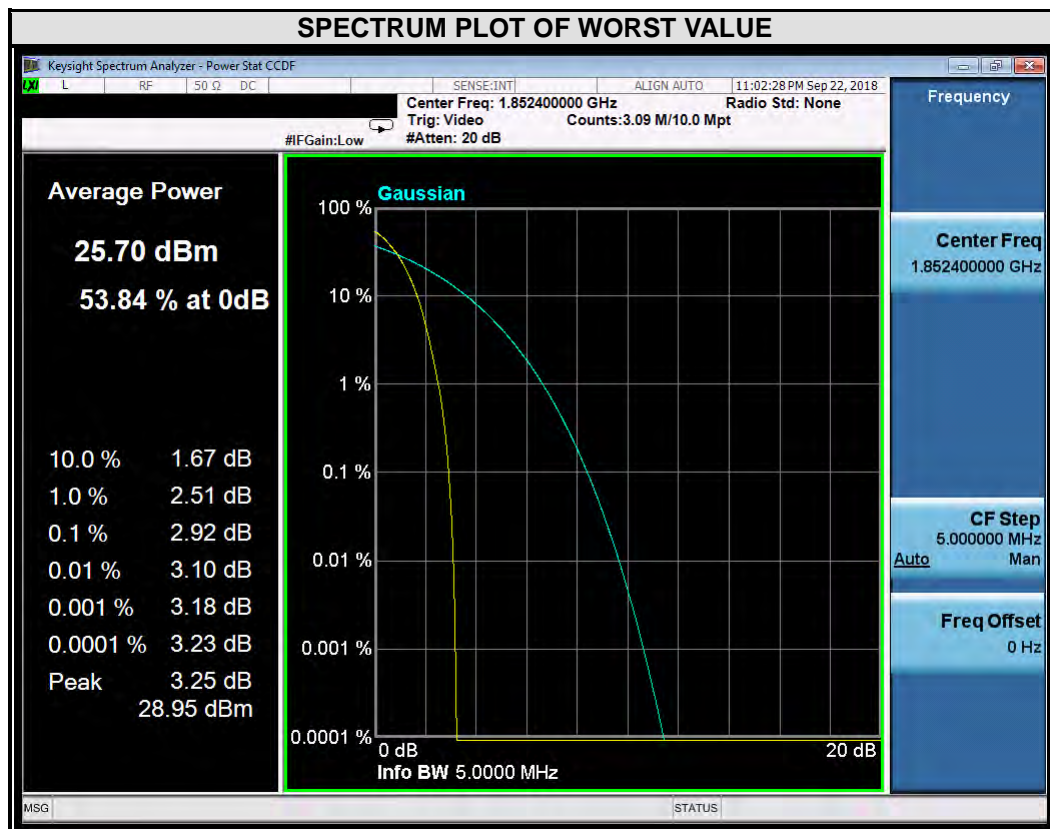 SPECTRUM PLOT OF WORST VALUE
Keysight Spectrum Analyzer - Power Stat CCDF
LXI L RF 50 Ω DC SENSE:INT ALIGN AUTO 11:02:28 PM Sep 22, 2018
Center Freq: 1.852400000 GHz Radio Std: None
Trig: Video Counts:3.09 M/10.0 Mpt
#IFGain:Low #Atten: 20 dB
Frequency
Average Power
25.70 dBm
53.84 % at 0dB
10.0 % 1.67 dB
1.0 % 2.51 dB
0.1 % 2.92 dB
0.01 % 3.10 dB
0.001 % 3.18 dB
0.0001 % 3.23 dB
Peak 3.25 dB
28.95 dBm
Gaussian
100 %
10 %
1 %
0.1 %
0.01 %
0.001 %
0.0001 %
0 dB 20 dB
Info BW 5.0000 MHz
Center Freq
1.852400000 GHz
CF Step
5.000000 MHz
Auto Man
Freq Offset
0 Hz
MSG STATUS